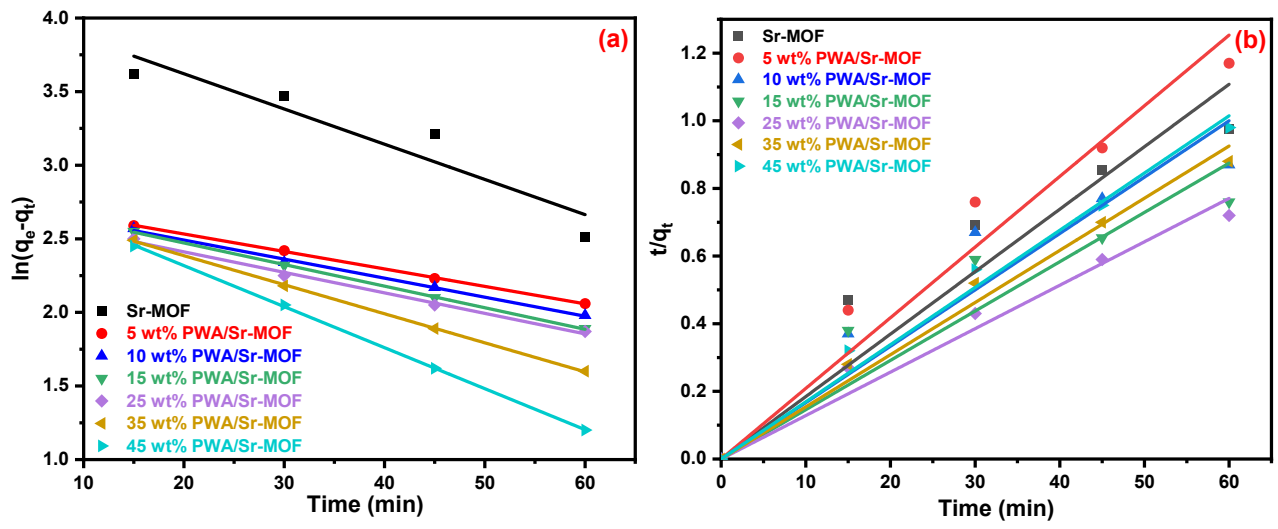 (a)
4.0
3.5
3.0
2.5
2.0
1.5
1.0
ln(qₑ-qₜ)
Sr-MOF
5 wt% PWA/Sr-MOF
10 wt% PWA/Sr-MOF
15 wt% PWA/Sr-MOF
25 wt% PWA/Sr-MOF
35 wt% PWA/Sr-MOF
45 wt% PWA/Sr-MOF
10 20 30 40 50 60
Time (min)
(b)
1.2
1.0
0.8
0.6
0.4
0.2
0.0
t/qₜ
Sr-MOF
5 wt% PWA/Sr-MOF
10 wt% PWA/Sr-MOF
15 wt% PWA/Sr-MOF
25 wt% PWA/Sr-MOF
35 wt% PWA/Sr-MOF
45 wt% PWA/Sr-MOF
0 10 20 30 40 50 60
Time (min)